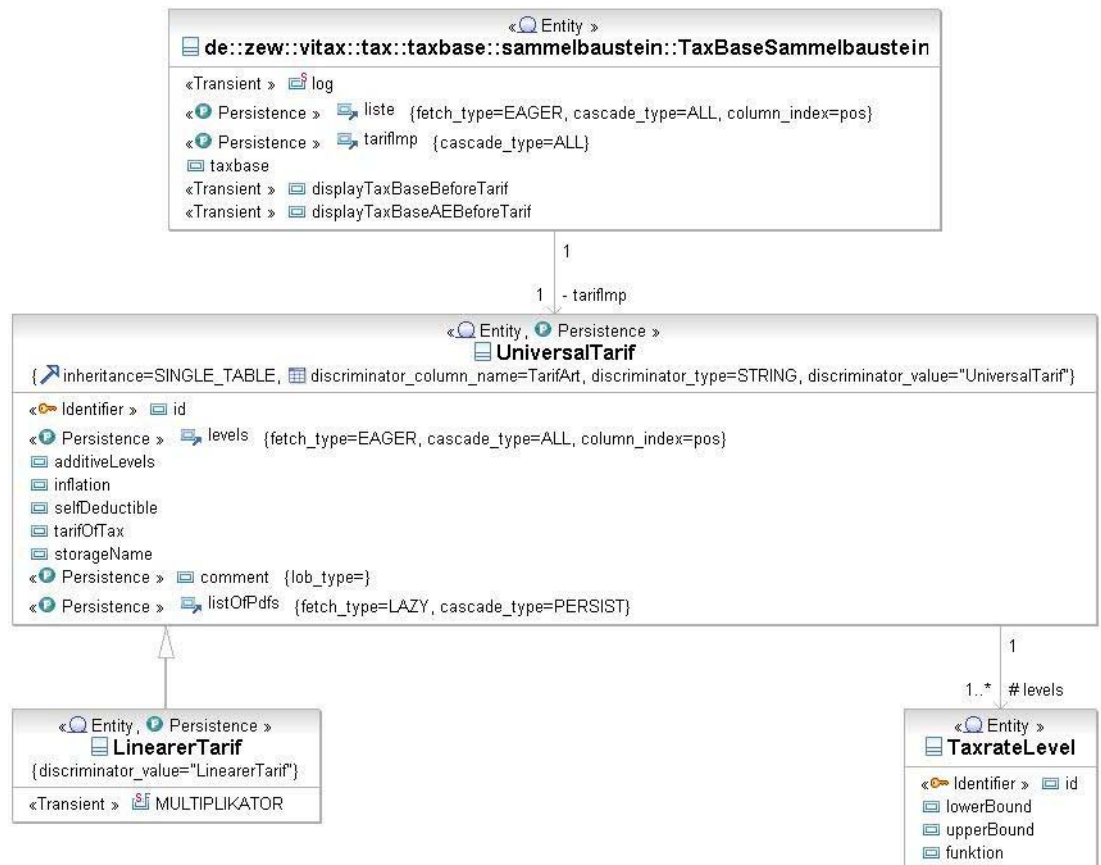 « Entity »
de::zew::vitax::tax::taxbase::sammelbaustein::TaxBaseSammelbaustein
«Transient » log
« Persistence » liste {fetch_type=EAGER, cascade_type=ALL, column_index=pos}
« Persistence » tarifImp {cascade_type=ALL}
taxbase
«Transient » displayTaxBaseBeforeTarif
«Transient » displayTaxBaseAEBeforeTarif
1
1 - tarifImp
« Entity, Persistence »
UniversalTarif
{ inheritance=SINGLE_TABLE, discriminator_column_name=TarifArt, discriminator_type=STRING, discriminator_value="UniversalTarif"}
« Identifier » id
« Persistence » levels {fetch_type=EAGER, cascade_type=ALL, column_index=pos}
additiveLevels
inflation
selfDeductible
tarifOfTax
storageName
« Persistence » comment {lob_type=}
« Persistence » listOfPdfs {fetch_type=LAZY, cascade_type=PERSIST}
1
1..* # levels
« Entity, Persistence »
LinearerTarif
{discriminator_value="LinearerTarif"}
«Transient » MULTIPLIKATOR
« Entity »
TaxrateLevel
« Identifier » id
lowerBound
upperBound
funktion